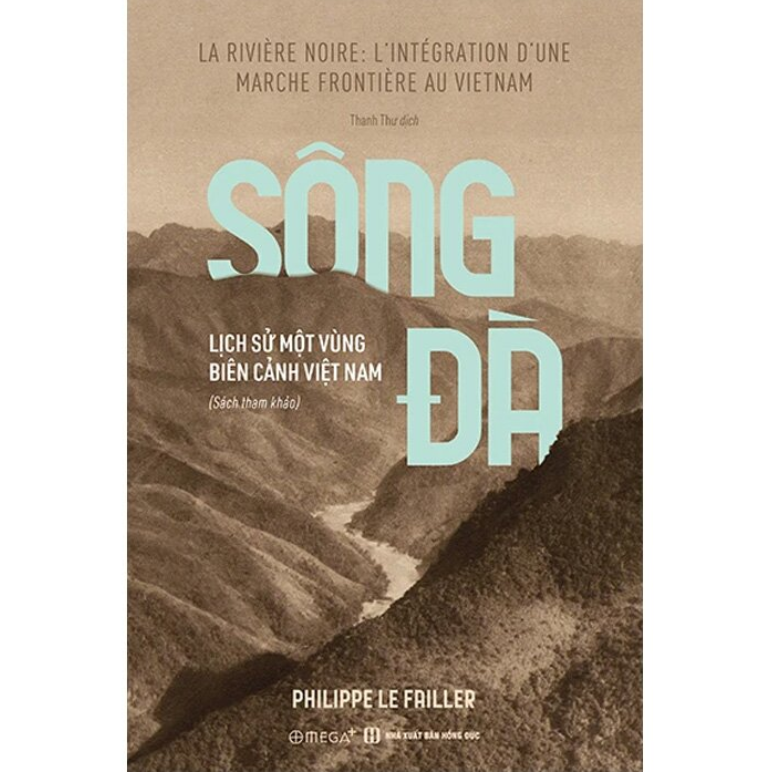 LA RIVIÈRE NOIRE: L'INTÉGRATION D'UNE
MARCHE FRONTIÈRE AU VIETNAM
Thanh Thư dịch
SÔNG
ĐÀ
LỊCH SỬ MỘT VÙNG
BIÊN CẢNH VIỆT NAM
(Sách tham khảo)
PHILIPPE LE FAILLER
OMEGA+ NHÀ XUẤT BẢN HỒNG ĐỨC